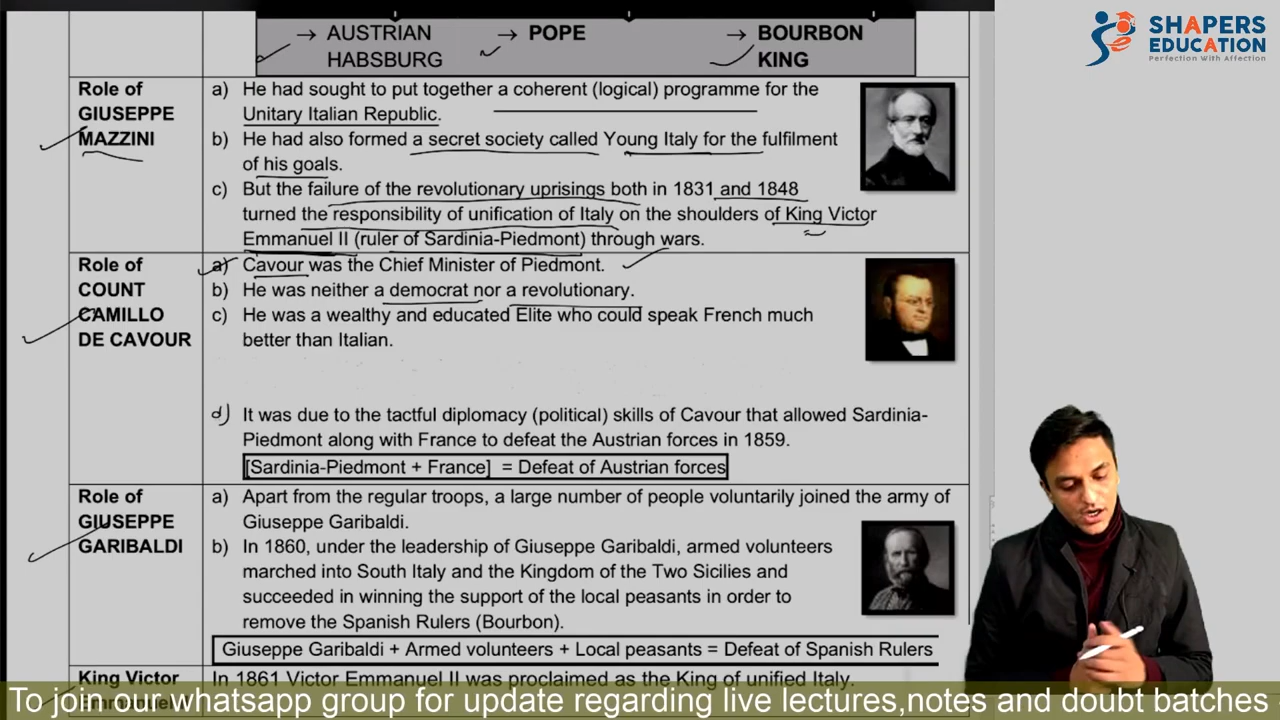 SHAPERS
EDUCATION
Perfection With Affection
→ AUSTRIAN
HABSBURG
→ POPE
→ BOURBON
KING
Role of
GIUSEPPE
MAZZINI
a) He had sought to put together a coherent (logical) programme for the
Unitary Italian Republic.
b) He had also formed a secret society called Young Italy for the fulfilment
of his goals.
c) But the failure of the revolutionary uprisings both in 1831 and 1848
turned the responsibility of unification of Italy on the shoulders of King Victor
Emmanuel II (ruler of Sardinia-Piedmont) through wars.
Role of
COUNT
CAMILLO
DE CAVOUR
a) Cavour was the Chief Minister of Piedmont.
b) He was neither a democrat nor a revolutionary.
c) He was a wealthy and educated Elite who could speak French much
better than Italian.
d) It was due to the tactful diplomacy (political) skills of Cavour that allowed Sardinia-
Piedmont along with France to defeat the Austrian forces in 1859.
[Sardinia-Piedmont + France] = Defeat of Austrian forces
Role of
GIUSEPPE
GARIBALDI
a) Apart from the regular troops, a large number of people voluntarily joined the army of
Giuseppe Garibaldi.
b) In 1860, under the leadership of Giuseppe Garibaldi, armed volunteers
marched into South Italy and the Kingdom of the Two Sicilies and
succeeded in winning the support of the local peasants in order to
remove the Spanish Rulers (Bourbon).
Giuseppe Garibaldi + Armed volunteers + Local peasants = Defeat of Spanish Rulers
King Victor
In 1861 Victor Emmanuel II was proclaimed as the King of unified Italy.
To join our whatsapp group for update regarding live lectures,notes and doubt batches